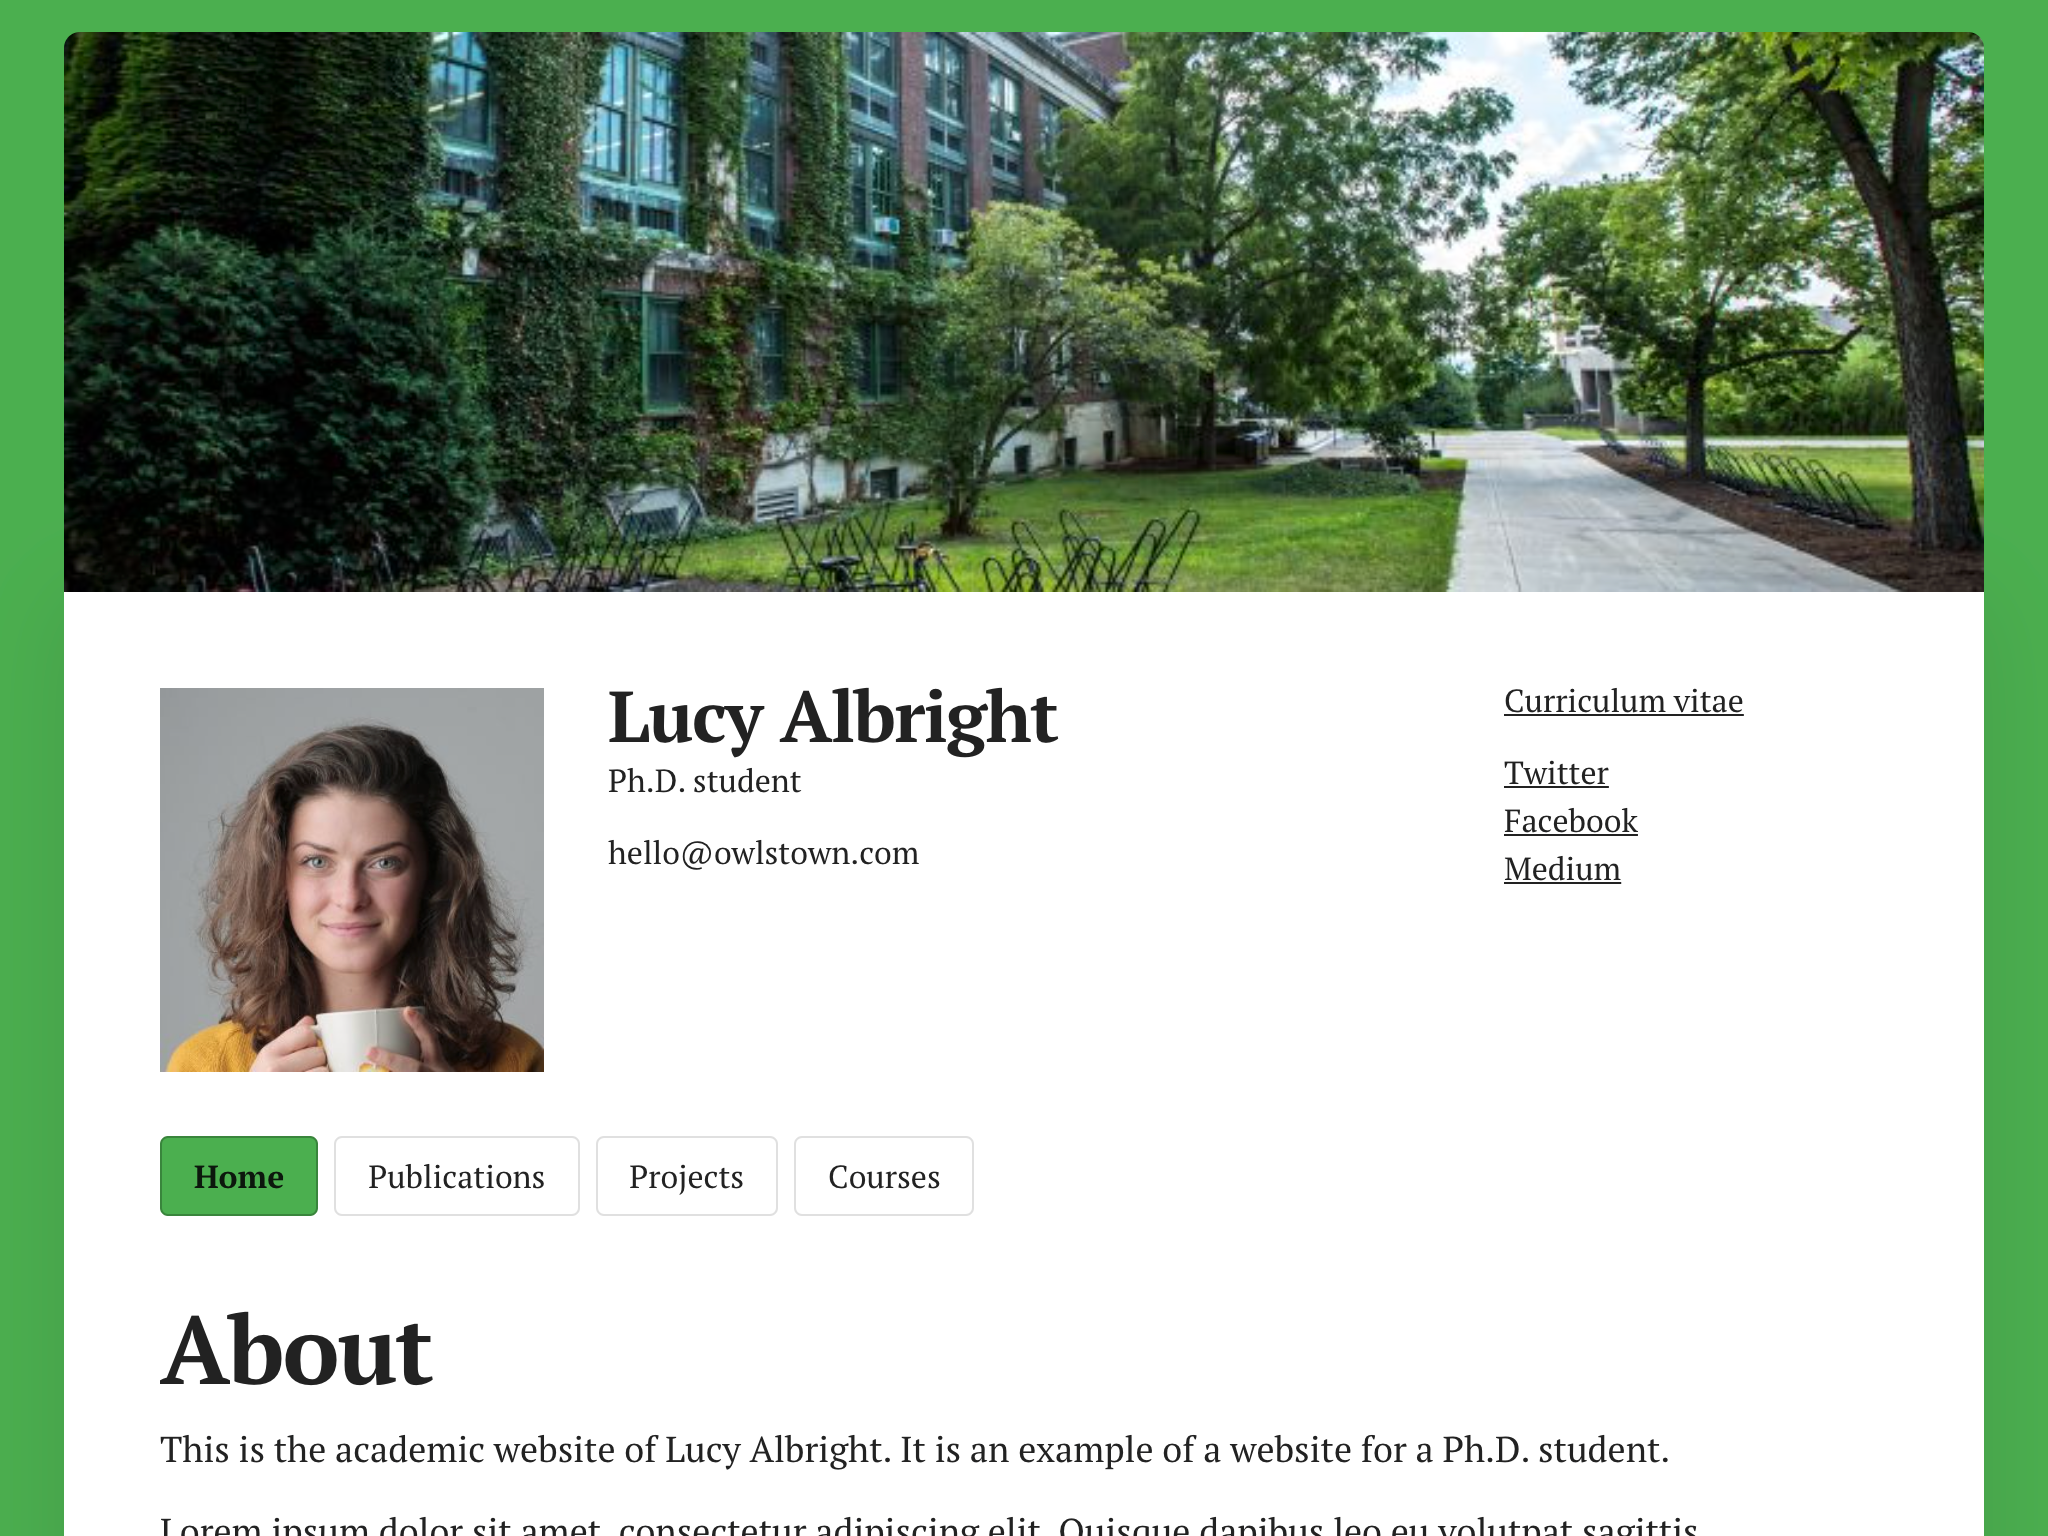 Lucy Albright
Ph.D. student
hello@owlstown.com
Curriculum vitae
Twitter
Facebook
Medium
Home
Publications
Projects
Courses
About
This is the academic website of Lucy Albright. It is an example of a website for a Ph.D. student.
Lorem ipsum dolor sit amet, consectetur adipiscing elit. Quisque dapibus leo eu volutpat sagittis